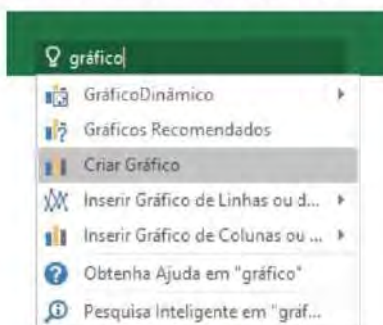 gráfico
GráficoDinâmico
Gráficos Recomendados
Criar Gráfico
Inserir Gráfico de Linhas ou d...
Inserir Gráfico de Colunas ou ...
Obtenha Ajuda em "gráfico"
Pesquisa Inteligente em "gráf...